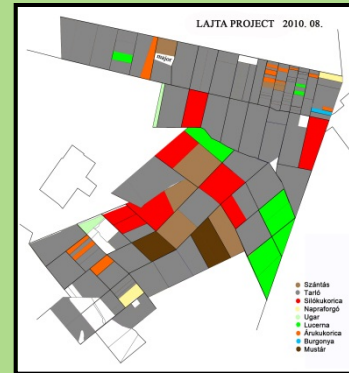 LAJTA PROJECT 2010. 08.
major
Szántás
Tarló
Silókukorica
Napraforgó
Ugar
Lucerna
Árukukorica
Burgonya
Mustár